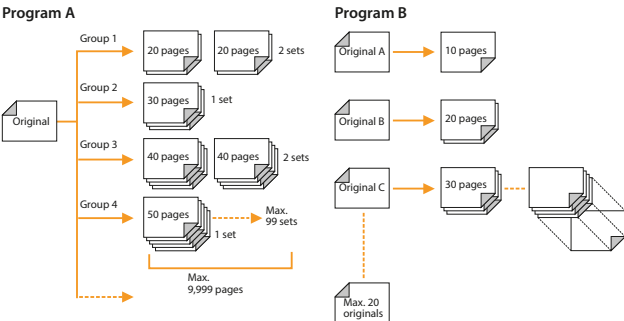 Program A
Group 1
20 pages
20 pages
2 sets
Group 2
30 pages
1 set
Original
Group 3
40 pages
40 pages
2 sets
Group 4
50 pages
1 set
Max.
99 sets
Max.
9,999 pages
Program B
Original A
10 pages
Original B
20 pages
Original C
30 pages
Max. 20
originals